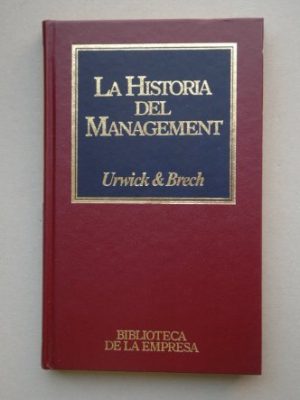 LA HISTORIA
DEL
MANAGEMENT
Urwick & Brech
BIBLIOTECA
DE LA EMPRESA